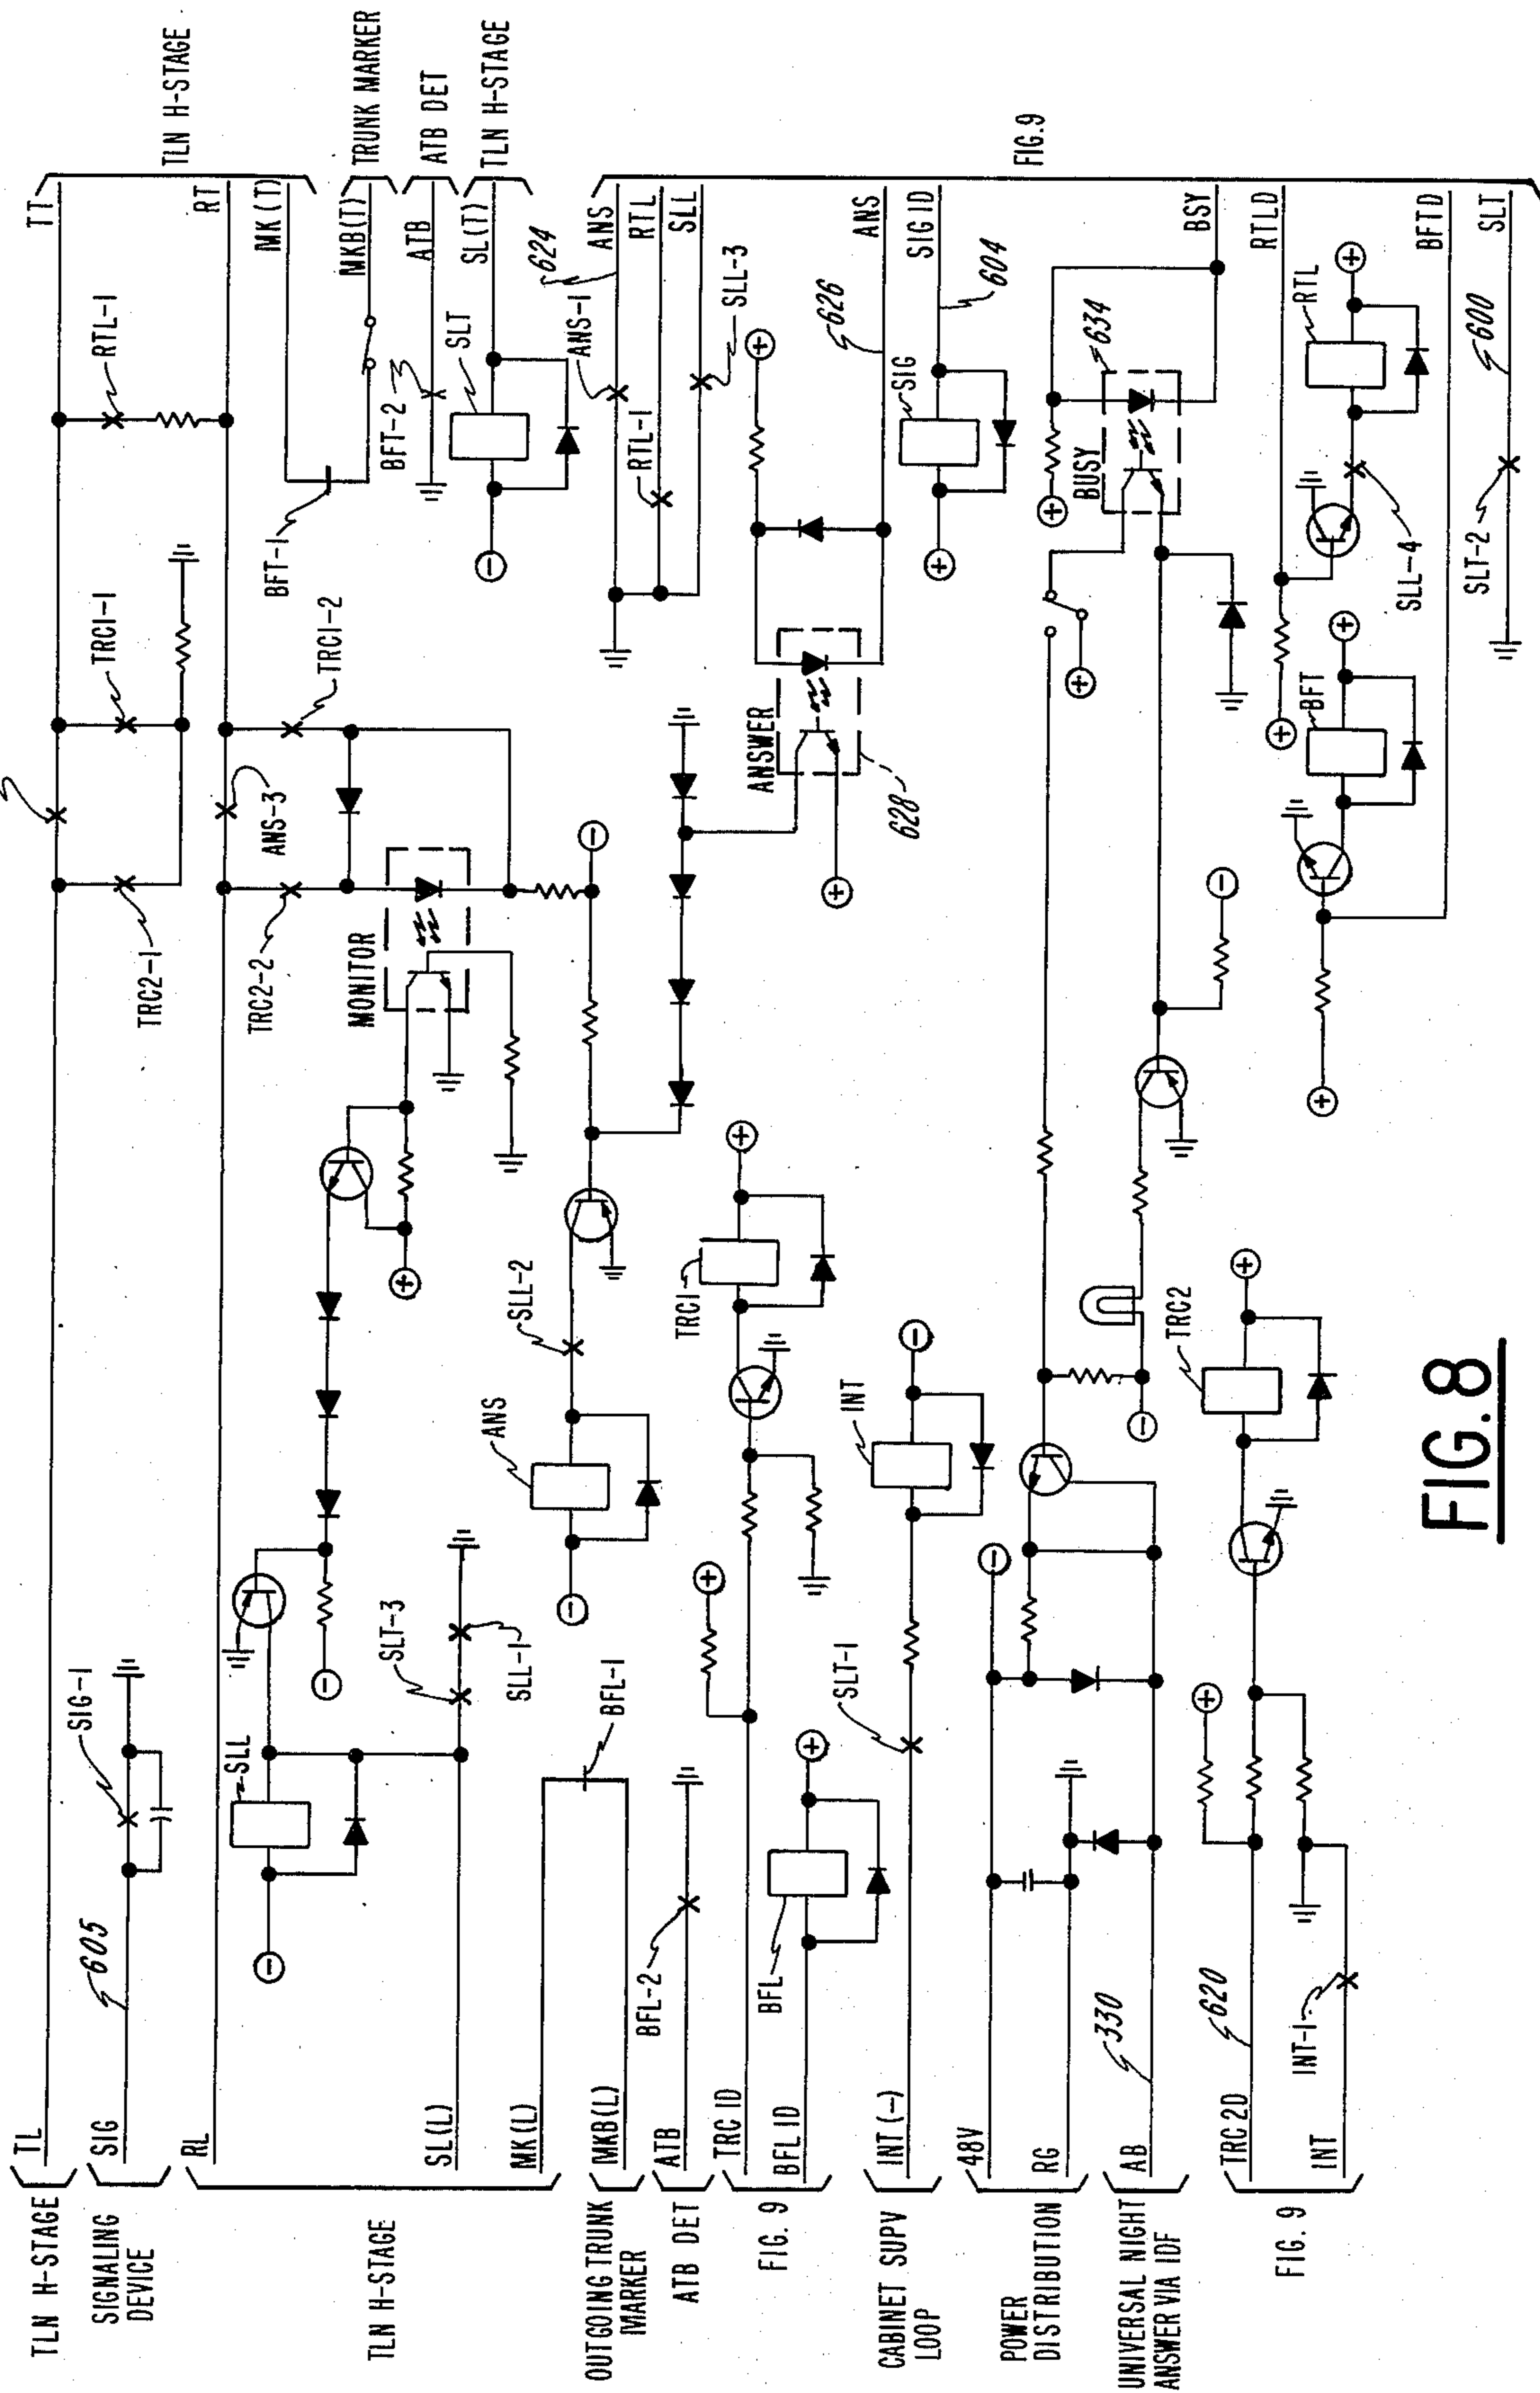 TLN H-STAGE
TL
SIGNALING
DEVICE
SIG
605
SIG-1
TLN H-STAGE
RL
SL(L)
MK(L)
SLL
SLT-3
SLL-1
BFL-1
OUTGOING TRUNK
MARKER
MKB(L)
ATB DET
ATB
BFL-2
FIG. 9
TRC ID
BFL ID
BFL
CABINET SUPV
LOOP
INT(-)
SLT-1
INT
POWER
DISTRIBUTION
48V
RG
UNIVERSAL NIGHT
ANSWER VIA IDF
AB
330
FIG. 9
TRC2D
INT
620
INT-1
TRC2
ANS
SLL-2
TRC1
MONITOR
TRC2-1
TRC2-2
ANS-3
TRC1-1
TRC1-2
RTL-1
BFT-1
BFT-2
SLT
ANS-1
RTL-1
SLL-3
ANSWER
628
626
624
SIG
604
BUSY
634
BFT
RTL
SLL-4
SLT-2
600
TT
RT
MK(T)
TLN H-STAGE
MKB(T)
TRUNK MARKER
ATB
ATB DET
SL(T)
TLN H-STAGE
ANS
RTL
SLL
ANS
SIG ID
BSY
RTLD
BFTD
SLT
FIG.9
FIG. 8